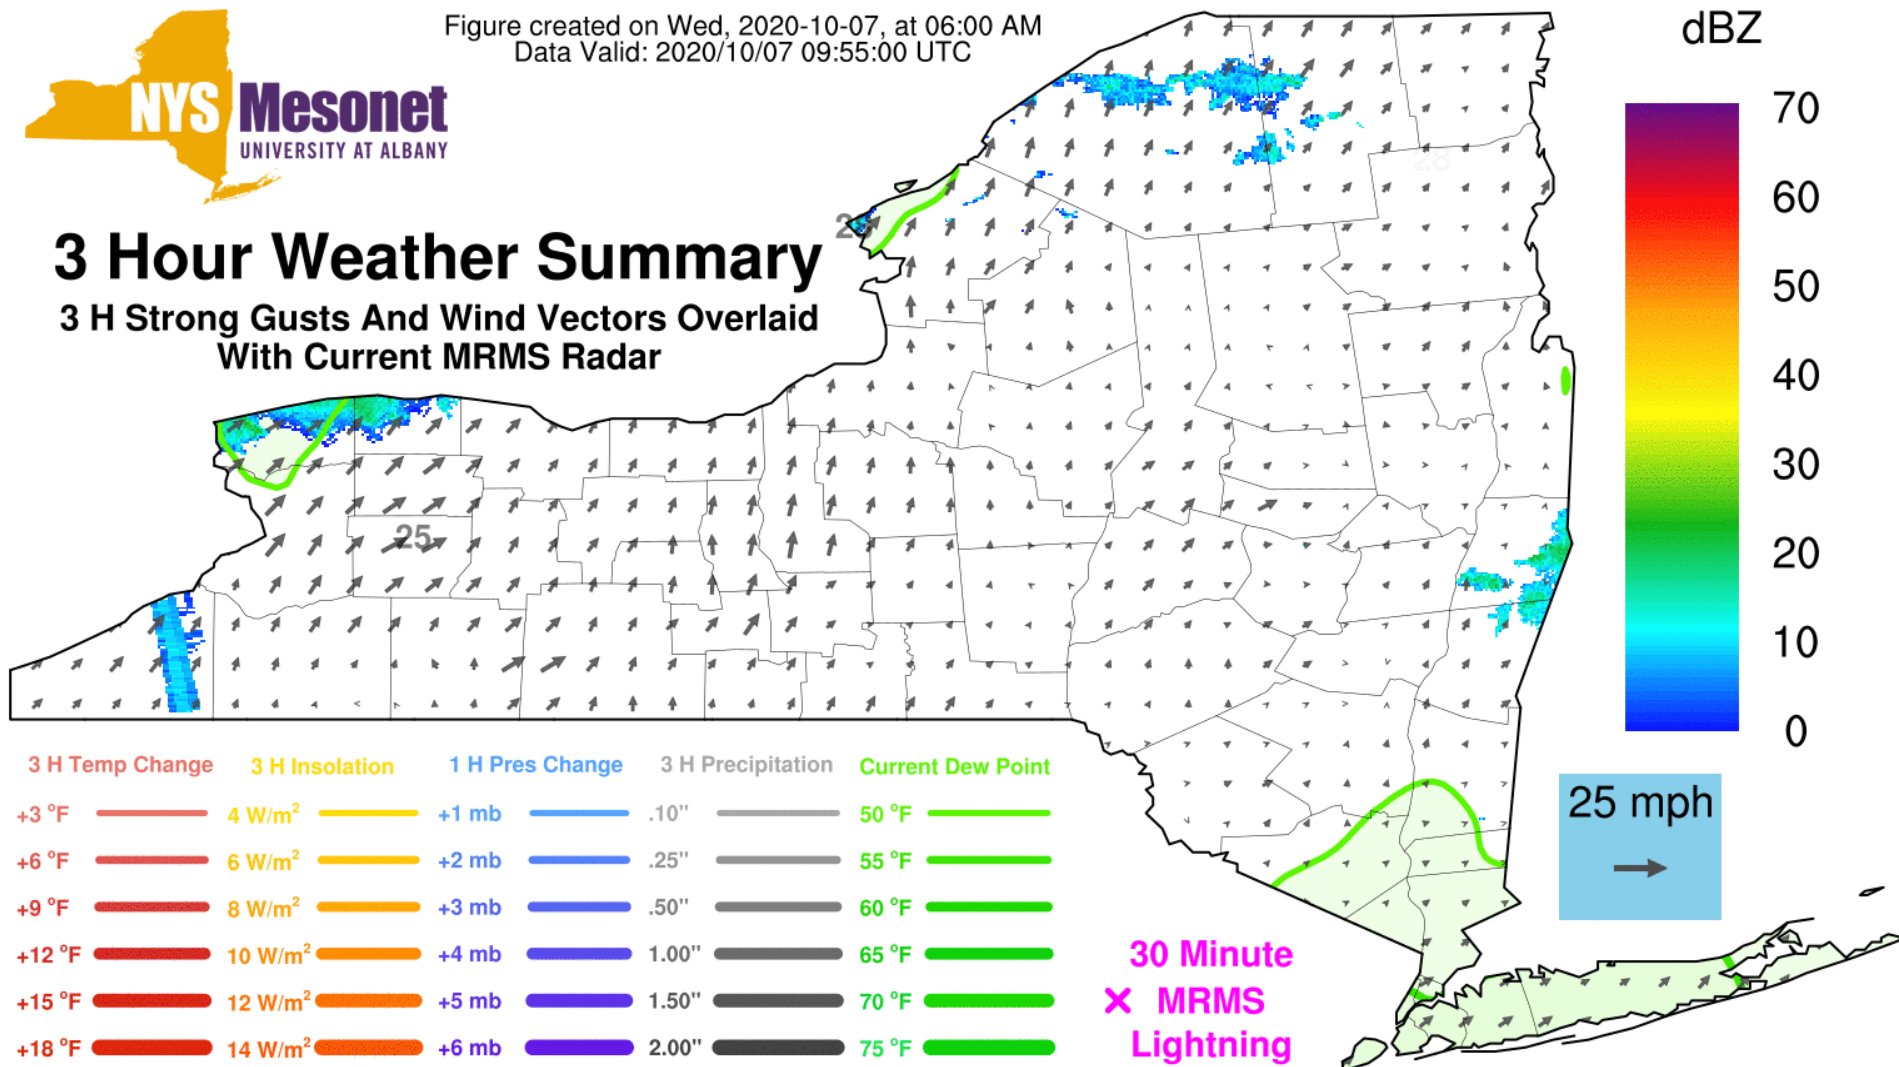 Figure created on Wed, 2020-10-07, at 06:00 AM
Data Valid: 2020/10/07 09:55:00 UTC
NYS Mesonet
UNIVERSITY AT ALBANY
3 Hour Weather Summary
3 H Strong Gusts And Wind Vectors Overlaid
With Current MRMS Radar
28
25
dBZ
70
60
50
40
30
20
10
0
25 mph
3 H Temp Change
+3 °F
+6 °F
+9 °F
+12 °F
+15 °F
+18 °F
3 H Insolation
4 W/m²
6 W/m²
8 W/m²
10 W/m²
12 W/m²
14 W/m²
1 H Pres Change
+1 mb
+2 mb
+3 mb
+4 mb
+5 mb
+6 mb
3 H Precipitation
.10"
.25"
.50"
1.00"
1.50"
2.00"
Current Dew Point
50 °F
55 °F
60 °F
65 °F
70 °F
75 °F
30 Minute
× MRMS
Lightning